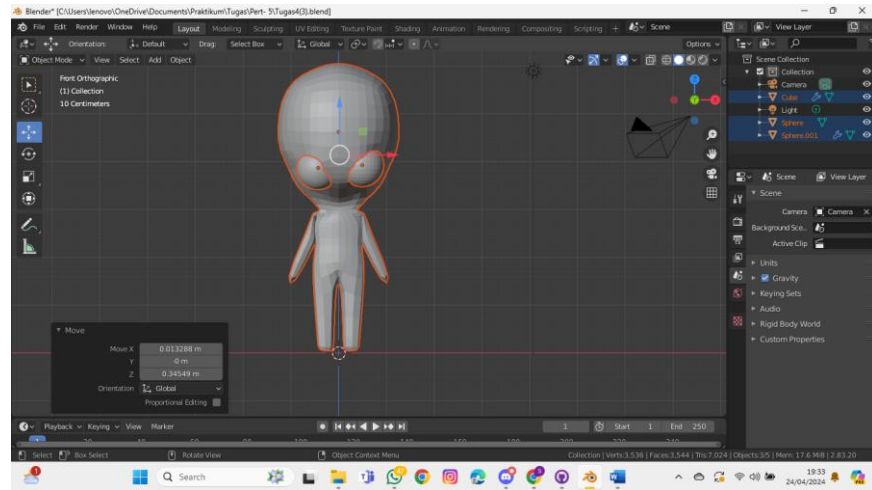 Blender* [C:\Users\lenovo\OneDrive\Documents\Praktikum\Tugas\Pert- 5\Tugas4(3).blend]
File Edit Render Window Help Layout Modeling Sculpting UV Editing Texture Paint Shading Animation Rendering Compositing Scripting + Scene View Layer
Orientation: Default Drag: Select Box Global Options
Object Mode View Select Add Object
Front Orthographic
(1) Collection
10 Centimeters
Scene Collection
Collection
Camera
Cube
Light
Sphere
Sphere.001
Scene View Layer
Scene
Camera Camera X
Background Sce..
Active Clip
Units
Gravity
Keying Sets
Audio
Rigid Body World
Custom Properties
Move
Move X 0.013288 m
Y -0 m
Z 0.34549 m
Orientation Global
Proportional Editing
Playback Keying View Marker 1 Start 1 End 250
Select Box Select Rotate View Object Context Menu Collection | Verts:3,536 | Faces:3,544 | Tris:7,024 | Objects:3/5 | Mem: 17.6 MiB | 2.83.20
Search
19:33
24/04/2024